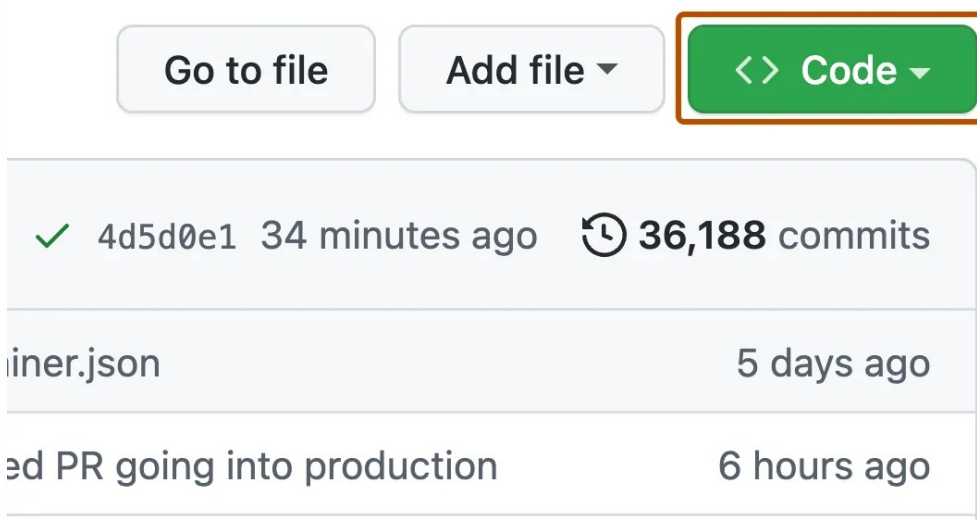 Go to file Add file <> Code
4d5d0e1 34 minutes ago 36,188 commits
iner.json 5 days ago
ed PR going into production 6 hours ago